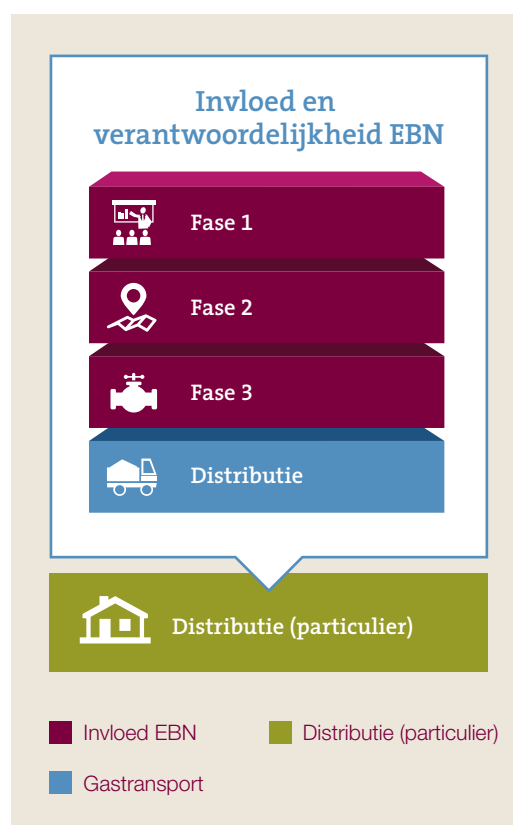 Invloed en
verantwoordelijkheid EBN
Fase 1
Fase 2
Fase 3
Distributie
Distributie (particulier)
Invloed EBN
Distributie (particulier)
Gastransport